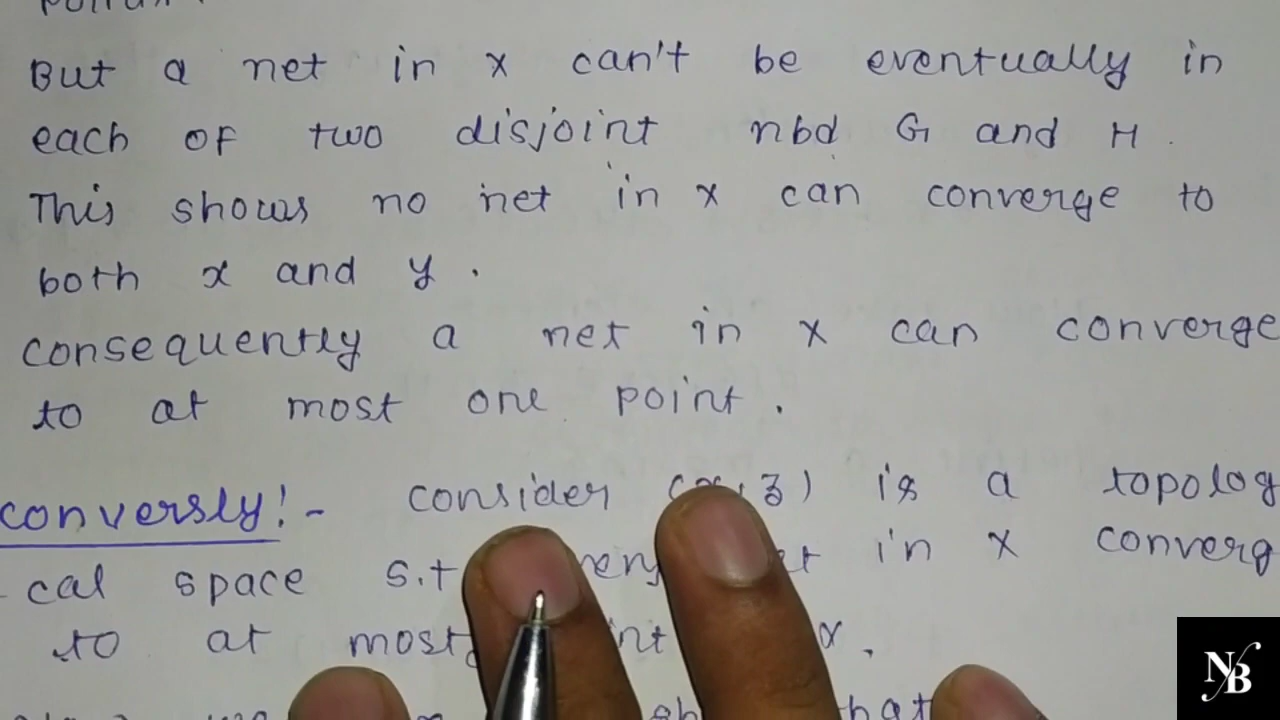 But a net in x can't be eventually in
each of two disjoint nbd G and H.
This shows no net in x can converge to
both x and y.
consequently a net in x can converge
to at most one point.
conversly! - consider is a topolog
cal space s.t in x converg
to at most x.
NB